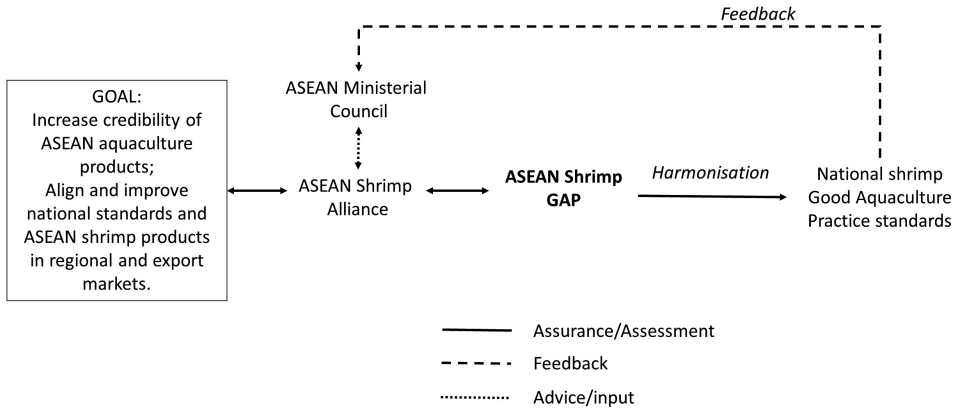 Feedback
ASEAN Ministerial
Council
GOAL:
Increase credibility of
ASEAN aquaculture
products;
Align and improve
national standards and
ASEAN shrimp products
in regional and export
markets.
ASEAN Shrimp
Alliance
ASEAN Shrimp
GAP
Harmonisation
National shrimp
Good Aquaculture
Practice standards
Assurance/Assessment
Feedback
Advice/input